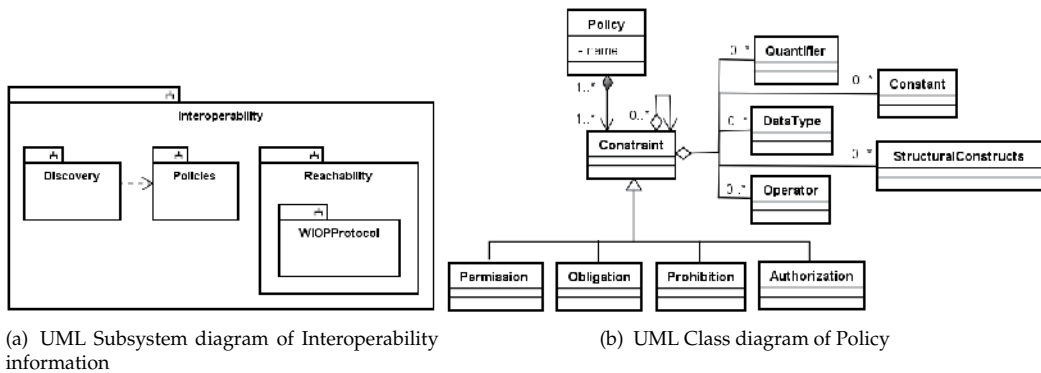 Interoperability
Discovery
Policies
Reachability
WIOPProtocol
(a) UML Subsystem diagram of Interoperability
information
Policy
- name
1..*
1..*
0..*
Constraint
0..*
Quantifier
0..*
Constant
0..*
DataType
0..*
StructuralConstructs
0..*
Operator
Permission
Obligation
Prohibition
Authorization
(b) UML Class diagram of Policy